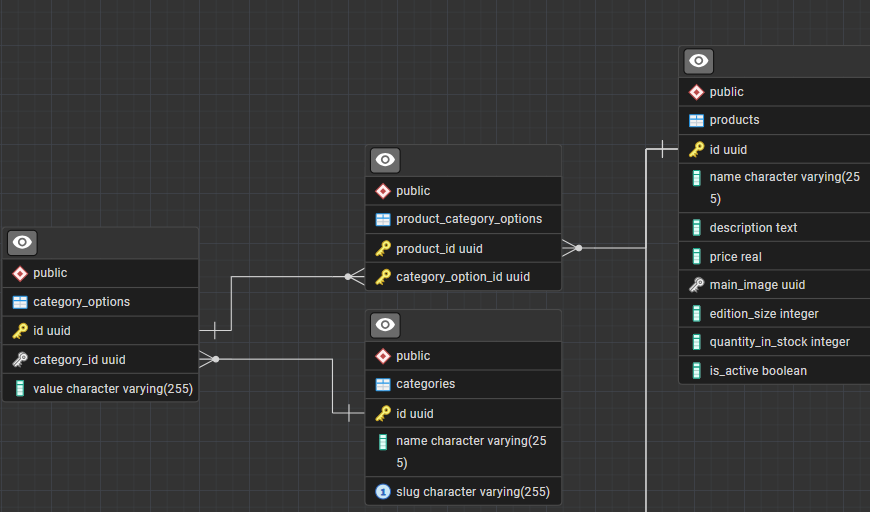 public
category_options
id uuid
category_id uuid
value character varying(255)
public
product_category_options
product_id uuid
category_option_id uuid
public
categories
id uuid
name character varying(25
5)
1
slug character varying(255)
public
products
id uuid
name character varying(25
5)
description text
price real
main_image uuid
edition_size integer
quantity_in_stock integer
is_active boolean